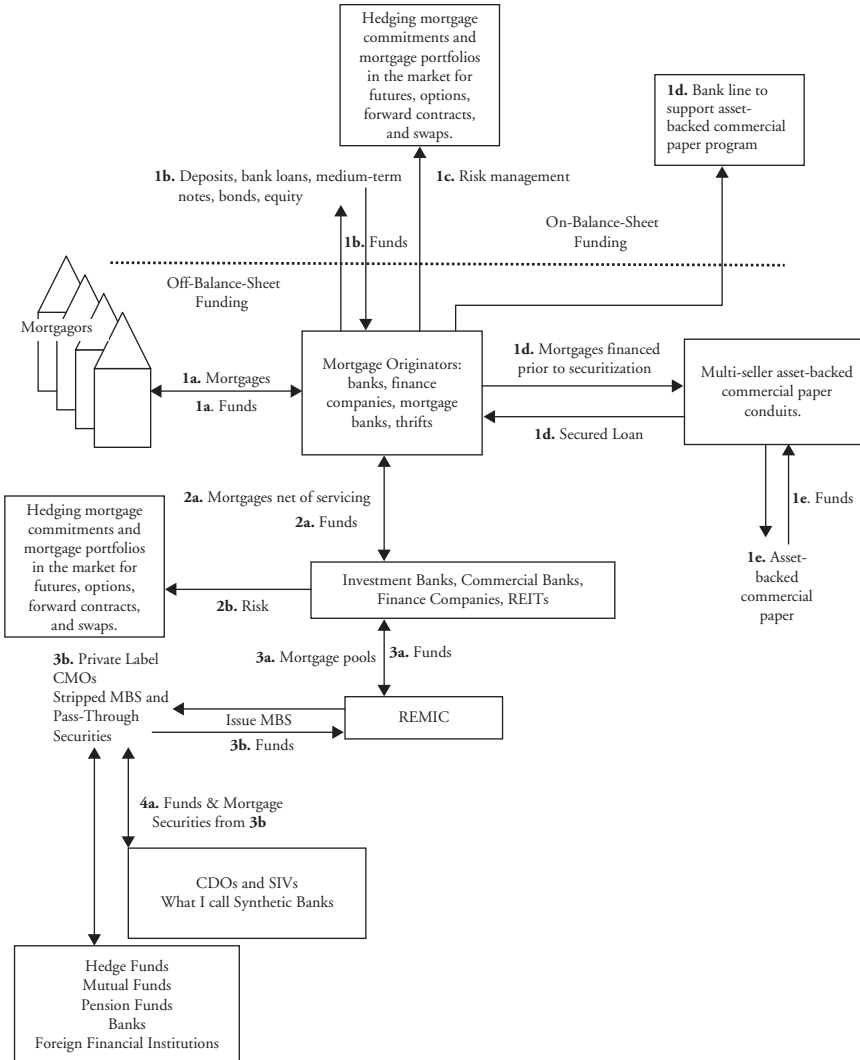 Hedging mortgage
commitments and
mortgage portfolios
in the market for
futures, options,
forward contracts,
and swaps.
1d. Bank line to
support asset-
backed commercial
paper program
1b. Deposits, bank loans, medium-term
notes, bonds, equity
1c. Risk management
1b. Funds
On-Balance-Sheet
Funding
Off-Balance-Sheet
Funding
Mortgagors
1a. Mortgages
1a. Funds
Mortgage Originators:
banks, finance
companies, mortgage
banks, thrifts
1d. Mortgages financed
prior to securitization
1d. Secured Loan
Multi-seller asset-backed
commercial paper
conduits.
1e. Funds
1e. Asset-
backed
commercial
paper
2a. Mortgages net of servicing
2a. Funds
Hedging mortgage
commitments and
mortgage portfolios
in the market for
futures, options,
forward contracts,
and swaps.
2b. Risk
Investment Banks, Commercial Banks,
Finance Companies, REITs
3a. Mortgage pools
3a. Funds
3b. Private Label
CMOs
Stripped MBS and
Pass-Through
Securities
Issue MBS
3b. Funds
REMIC
4a. Funds & Mortgage
Securities from 3b
CDOs and SIVs
What I call Synthetic Banks
Hedge Funds
Mutual Funds
Pension Funds
Banks
Foreign Financial Institutions